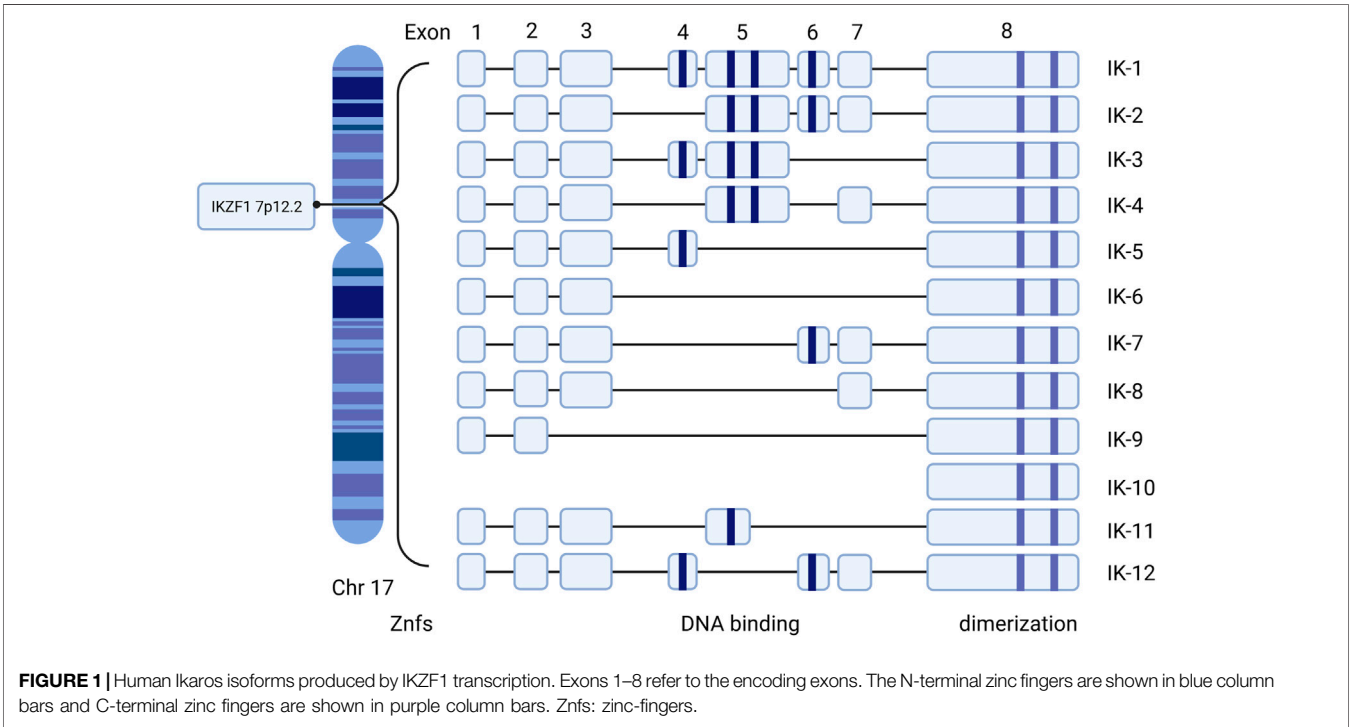 Exon 1 2 3 4 5 6 7 8
IK-1
IK-2
IK-3
IKZF1 7p12.2
IK-4
IK-5
IK-6
IK-7
IK-8
IK-9
IK-10
IK-11
IK-12
Chr 17
Znfs DNA binding dimerization
FIGURE 1 | Human Ikaros isoforms produced by IKZF1 transcription. Exons 1–8 refer to the encoding exons. The N-terminal zinc fingers are shown in blue column
bars and C-terminal zinc fingers are shown in purple column bars. Znfs: zinc-fingers.